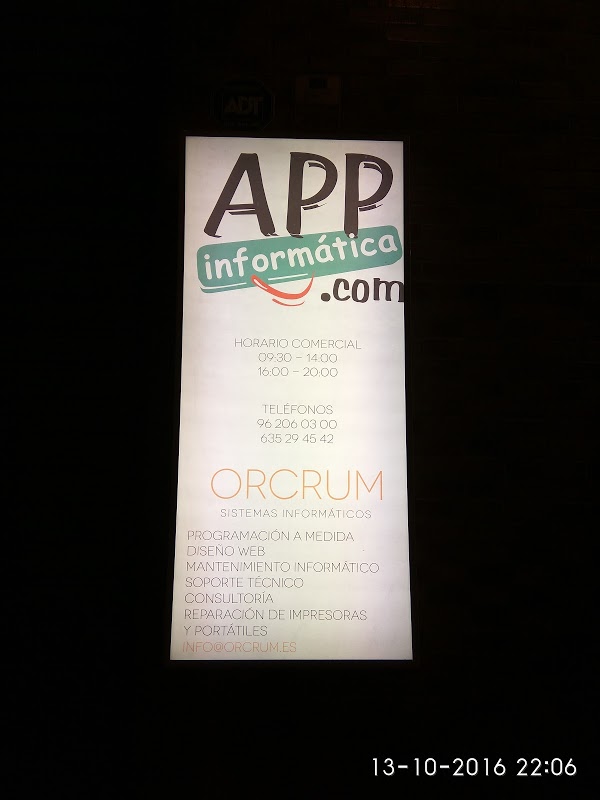 ADT
APP
informática
.com
HORARIO COMERCIAL
09:30 - 14:00
16:00 - 20:00
TELÉFONOS
96 206 03 00
635 29 45 42
ORCRUM
SISTEMAS INFORMÁTICOS
PROGRAMACIÓN A MEDIDA
DISEÑO WEB
MANTENIMIENTO INFORMÁTICO
SOPORTE TÉCNICO
CONSULTORÍA
REPARACIÓN DE IMPRESORAS
Y PORTÁTILES
INFO@ORCRUM.ES
13-10-2016 22:06